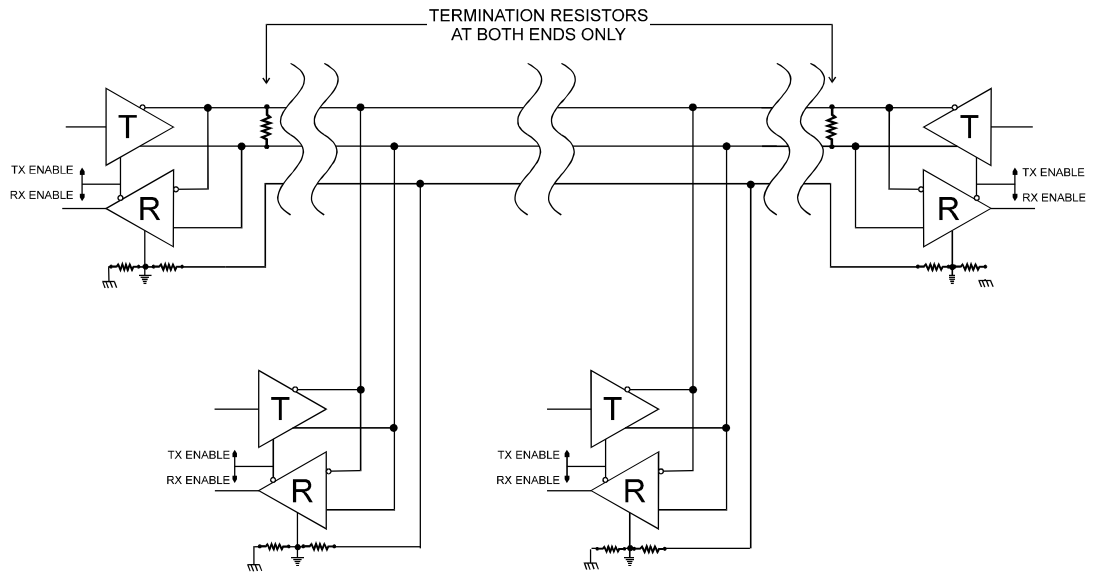 TERMINATION RESISTORS
AT BOTH ENDS ONLY
T
T
TX ENABLE
RX ENABLE
R
R
TX ENABLE
RX ENABLE
T
T
TX ENABLE
RX ENABLE
R
TX ENABLE
RX ENABLE
R